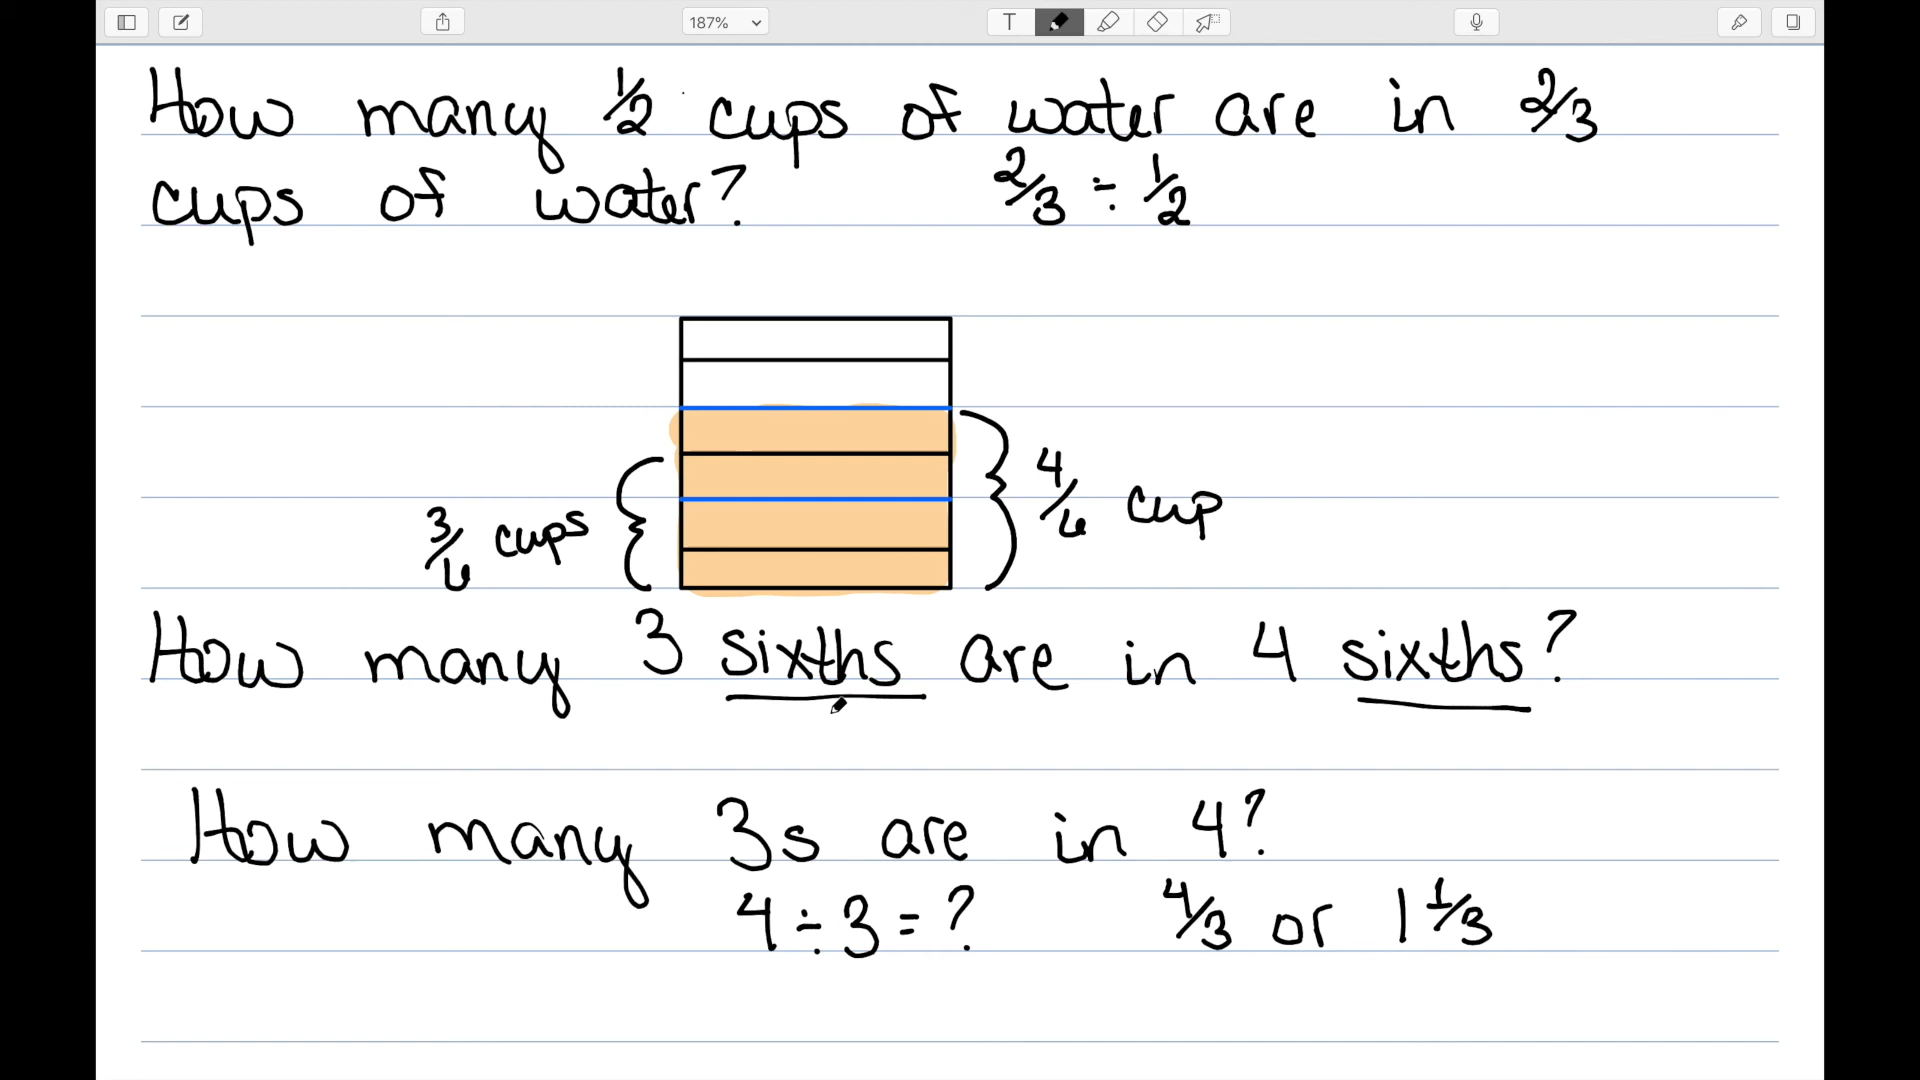 187%
T
How many 1/2 cups of water are in 2/3
cups of water? 2/3 ÷ 1/2
3/6 cups
4/6 cup
How many 3 sixths are in 4 sixths?
How many 3s are in 4?
4 ÷ 3 = ? 4/3 or 1 1/3